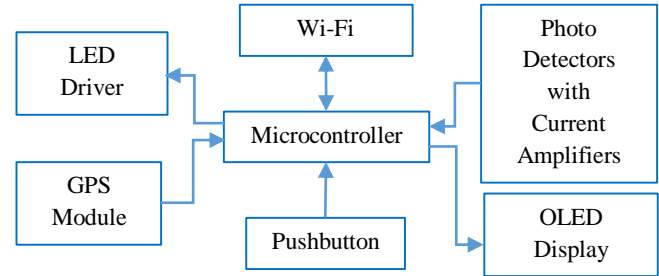 Wi-Fi
LED
Driver
Photo
Detectors
with
Current
Amplifiers
Microcontroller
GPS
Module
Pushbutton
OLED
Display